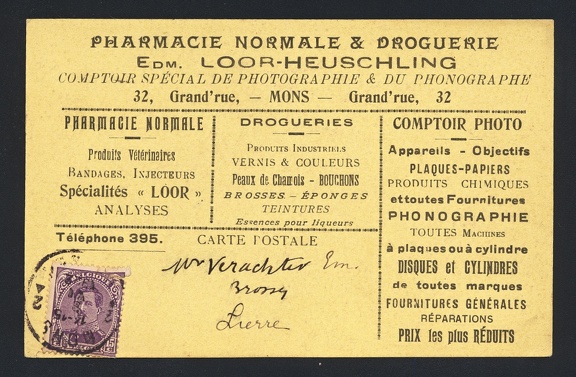 PHARMACIE NORMALE & DROGUERIE
EDM. LOOR-HEUSCHLING
COMPTOIR SPÉCIAL DE PHOTOGRAPHIE & DU PHONOGRAPHE
32, Grand'rue, — MONS — Grand'rue, 32
PHARMACIE NORMALE
Produits Vétérinaires
BANDAGES, INJECTEURS
Spécialités « LOOR »
ANALYSES
DROGUERIES
PRODUITS INDUSTRIELS
VERNIS & COULEURS
Peaux de Chamois - BOUCHONS
BROSSES - ÉPONGES
TEINTURES
Essences pour liqueurs
COMPTOIR PHOTO
Appareils - Objectifs
PLAQUES-PAPIERS
PRODUITS CHIMIQUES
et toutes Fournitures
PHONOGRAPHIE
TOUTES MACHINES
à plaques ou à cylindre
DISQUES et CYLINDRES
de toutes marques
FOURNITURES GÉNÉRALES
RÉPARATIONS
PRIX les plus RÉDUITS
Téléphone 395.
CARTE POSTALE
Mr Verachter Em.
Lierre
BELGIQUE